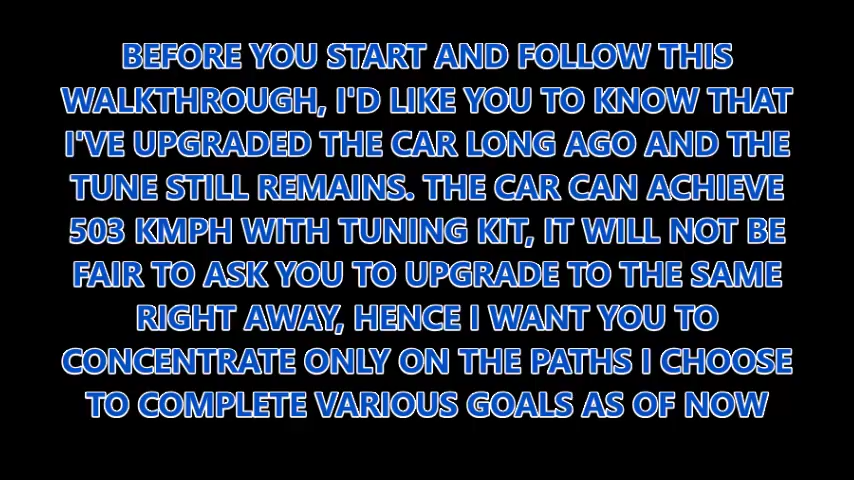 BEFORE YOU START AND FOLLOW THIS
WALKTHROUGH, I'D LIKE YOU TO KNOW THAT
I'VE UPGRADED THE CAR LONG AGO AND THE
TUNE STILL REMAINS. THE CAR CAN ACHIEVE
503 KMPH WITH TUNING KIT, IT WILL NOT BE
FAIR TO ASK YOU TO UPGRADE TO THE SAME
RIGHT AWAY, HENCE I WANT YOU TO
CONCENTRATE ONLY ON THE PATHS I CHOOSE
TO COMPLETE VARIOUS GOALS AS OF NOW